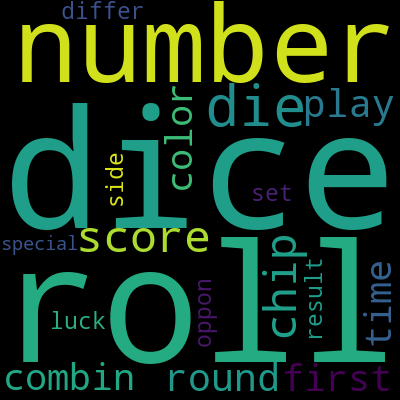 differ
number
die
play
color
dice
side
set
special
score
roll
chip
result
time
luck
oppon
combin
round
first